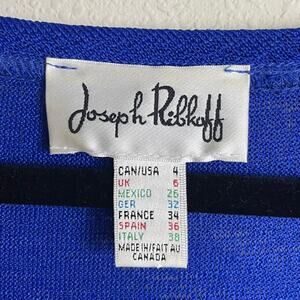 Joseph Ribkoff
CAN/USA 4
UK 6
MEXICO 26
GER 32
FRANCE 34
SPAIN 36
ITALY 38
MADE IN/FAIT AU
CANADA